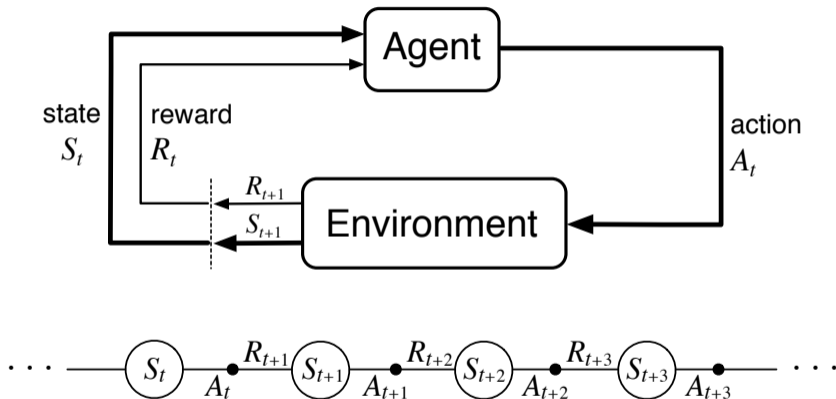 Agent
state
S_t
reward
R_t
action
A_t
R_{t+1}
S_{t+1}
Environment
· · · S_t A_t R_{t+1} S_{t+1} A_{t+1} R_{t+2} S_{t+2} A_{t+2} R_{t+3} S_{t+3} A_{t+3} · · ·